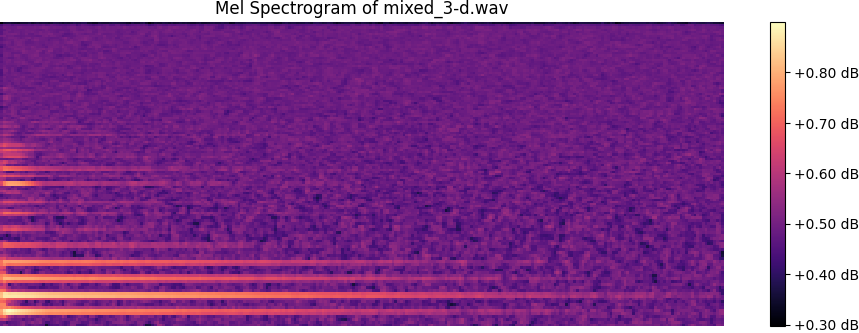 Mel Spectrogram of mixed_3-d.wav
+0.80 dB
+0.70 dB
+0.60 dB
+0.50 dB
+0.40 dB
+0.30 dB